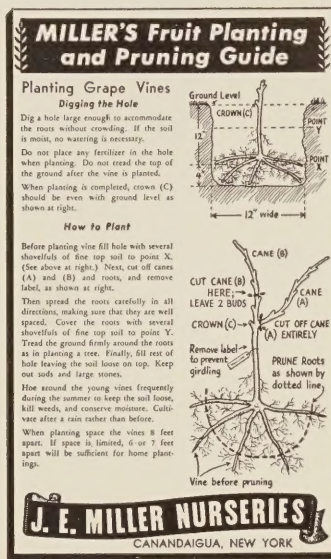 MILLER'S Fruit Planting
and Pruning Guide
Planting Grape Vines
Digging the Hole
Dig a hole large enough to accommodate
the roots without crowding. If the soil
is moist, no watering is necessary.
Do not place any fertilizer in the hole
when planting. Do not tread the top of
the ground after the vine is planted.
When planting is completed, crown (C)
should be even with ground level as
shown at right.
How to Plant
Before planting vine fill hole with several
shovelfuls of fine top soil to point X.
(See above at right.) Next, cut off canes
(A) and (B) and roots, and remove
label, as shown at right.
Then spread the roots carefully in all
directions, making sure that they are well
spaced. Cover the roots with several
shovelfuls of fine top soil to point Y.
Tread the ground firmly around the roots
as in planting a tree. Finally, fill rest of
hole leaving the soil loose on top. Keep
out sods and large stones.
Hoe around the young vines frequently
during the summer to keep the soil loose,
kill weeds, and conserve moisture. Culti-
vate after a rain rather than before.
When planting space the vines 8 feet
apart. If space is limited, 6 or 7 feet
apart will be sufficient for home plant-
ings.
Ground Level
CROWN (C)
POINT
Y
12"
POINT
X
4"
12" wide
CANE (B)
CUT CANE (B)
HERE;
LEAVE 2 BUDS
CANE
(A)
CROWN (C)
CUT OFF CANE
(A) ENTIRELY
Remove label
to prevent
girdling
PRUNE Roots
as shown by
dotted line
Vine before pruning
J. E. MILLER NURSERIES
CANANDAIGUA, NEW YORK